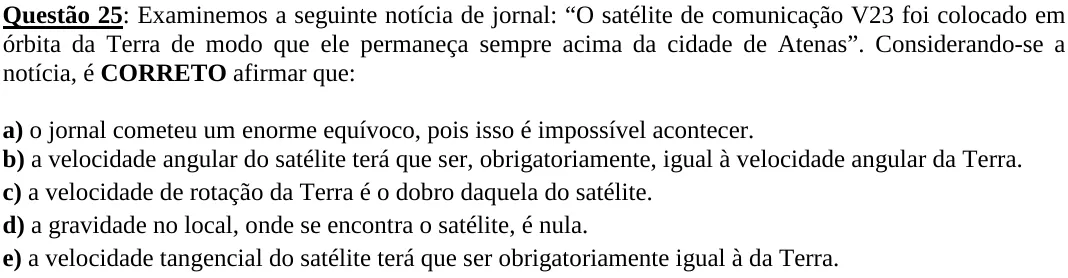 Questão 25: Examinemos a seguinte notícia de jornal: “O satélite de comunicação V23 foi colocado em
órbita da Terra de modo que ele permaneça sempre acima da cidade de Atenas”. Considerando-se a
notícia, é CORRETO afirmar que:
a) o jornal cometeu um enorme equívoco, pois isso é impossível acontecer.
b) a velocidade angular do satélite terá que ser, obrigatoriamente, igual à velocidade angular da Terra.
c) a velocidade de rotação da Terra é o dobro daquela do satélite.
d) a gravidade no local, onde se encontra o satélite, é nula.
e) a velocidade tangencial do satélite terá que ser obrigatoriamente igual à da Terra.